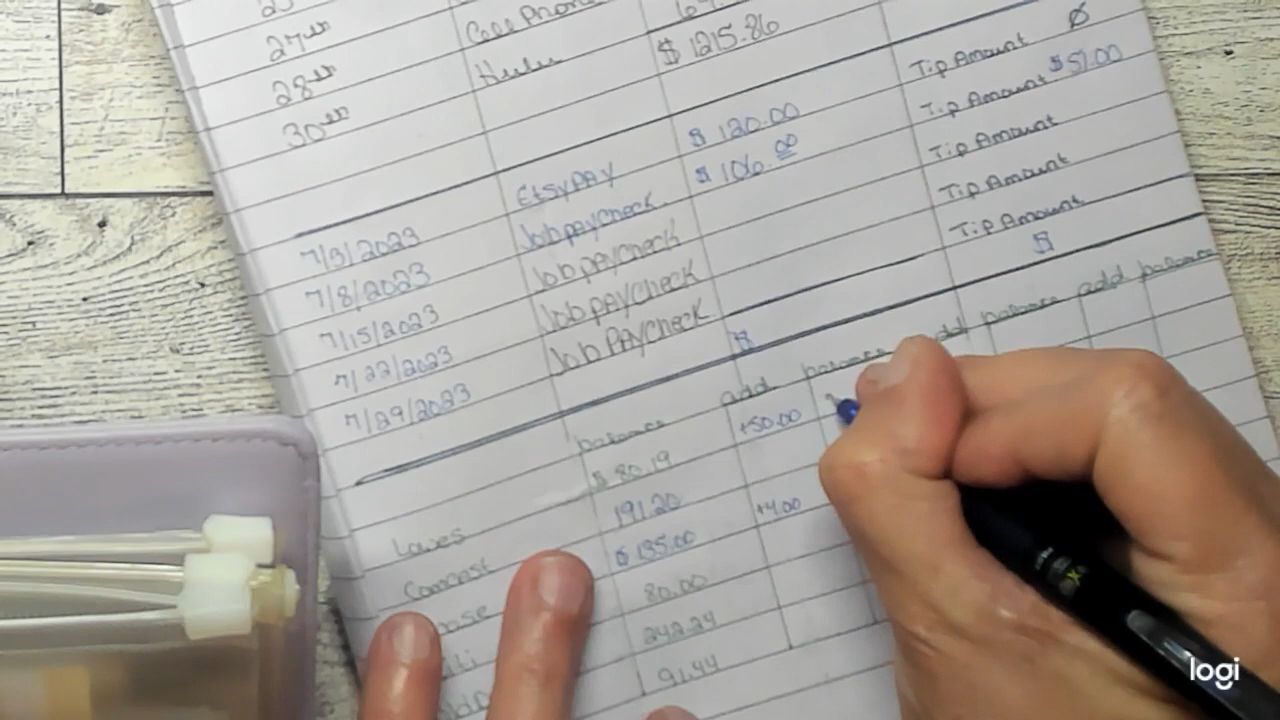 27th Cell Phone
28th Hulu $ 1215.86
30th
Tip Amount Ø
7/3/2023 Etsy PAY $ 120.00 Tip Amount $51.00
7/8/2023 Job paycheck $ 106.00 Tip Amount
7/15/2023 Job paycheck Tip Amount
7/22/2023 Job paycheck Tip Amount
7/29/2023 Job PAYcheck $ $
balance add balance add balance add balance
Lowes $ 80.19 +50.00
Comcast 191.20
$ 135.00 +4.00
80.00
242.24
91.44
logi